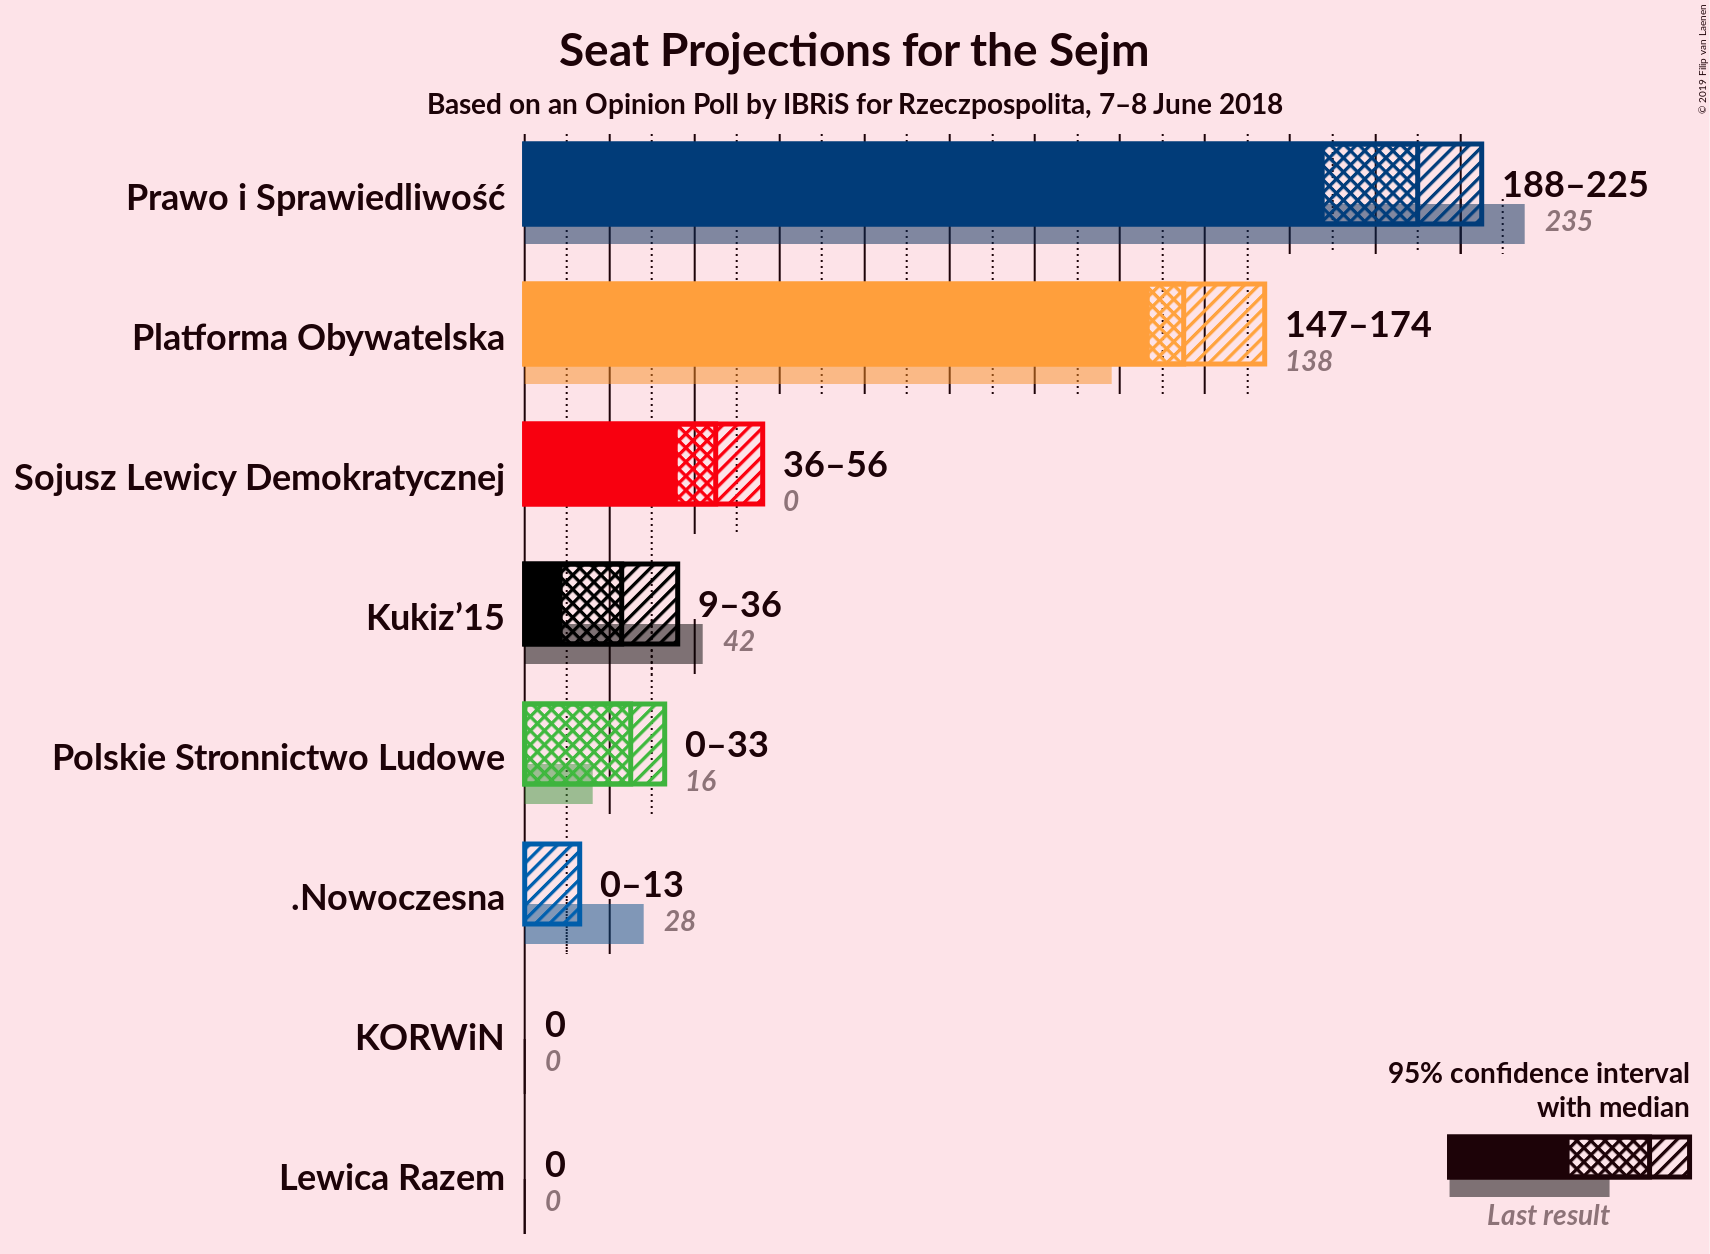 Seat Projections for the Sejm
Based on an Opinion Poll by IBRiS for Rzeczpospolita, 7–8 June 2018
© 2019 Filip van Laenen
Prawo i Sprawiedliwość
188–225
235
Platforma Obywatelska
147–174
138
Sojusz Lewicy Demokratycznej
36–56
0
Kukiz’15
9–36
42
Polskie Stronnictwo Ludowe
0–33
16
.Nowoczesna
0–13
28
KORWiN
0
0
Lewica Razem
0
0
95% confidence interval
with median
Last result